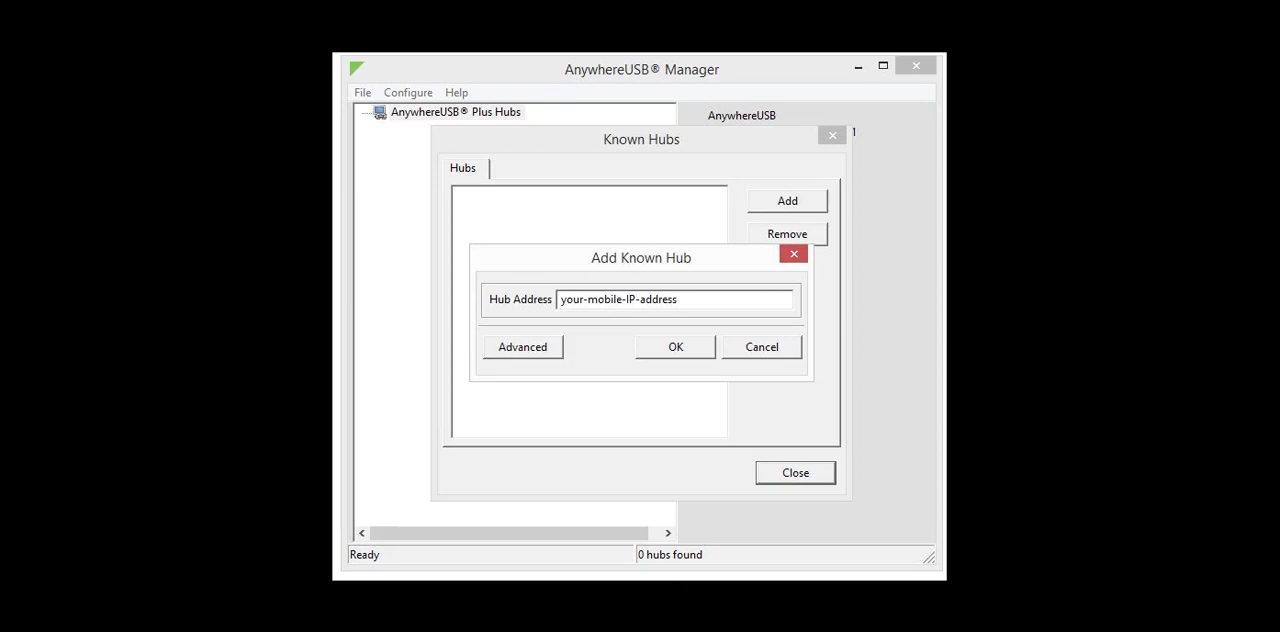 AnywhereUSB® Manager
File Configure Help
AnywhereUSB® Plus Hubs
AnywhereUSB
1
Known Hubs
Hubs
Add
Remove
Add Known Hub
Hub Address your-mobile-IP-address
Advanced OK Cancel
Close
Ready 0 hubs found